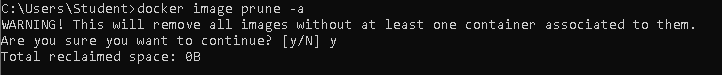 C:\Users\Student>docker image prune -a
WARNING! This will remove all images without at least one container associated to them.
Are you sure you want to continue? [y/N] y
Total reclaimed space: 0B